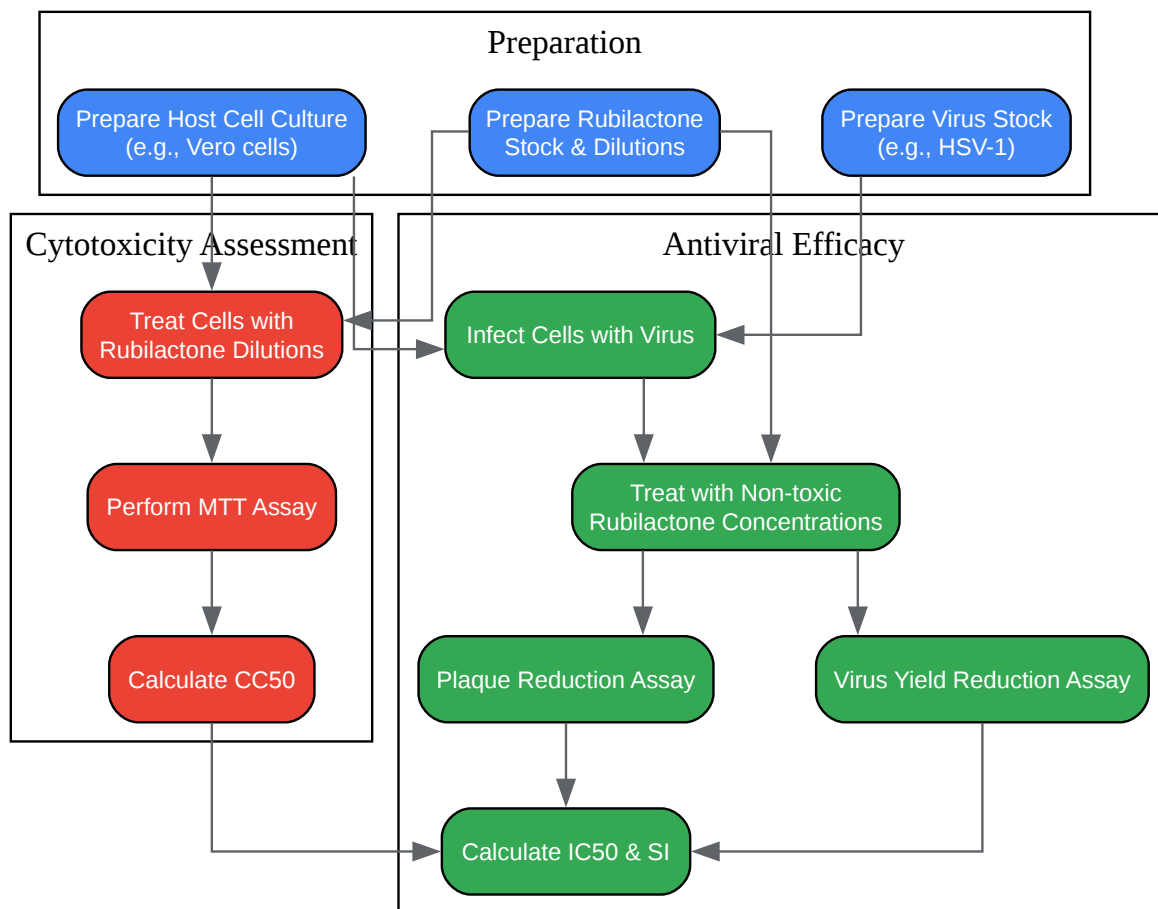 Preparation
Prepare Host Cell Culture
(e.g., Vero cells)
Prepare Rubilactone
Stock & Dilutions
Prepare Virus Stock
(e.g., HSV-1)
Cytotoxicity Assessment
Antiviral Efficacy
Treat Cells with
Rubilactone Dilutions
Infect Cells with Virus
Perform MTT Assay
Treat with Non-toxic
Rubilactone Concentrations
Calculate CC50
Plaque Reduction Assay
Virus Yield Reduction Assay
Calculate IC50 & SI